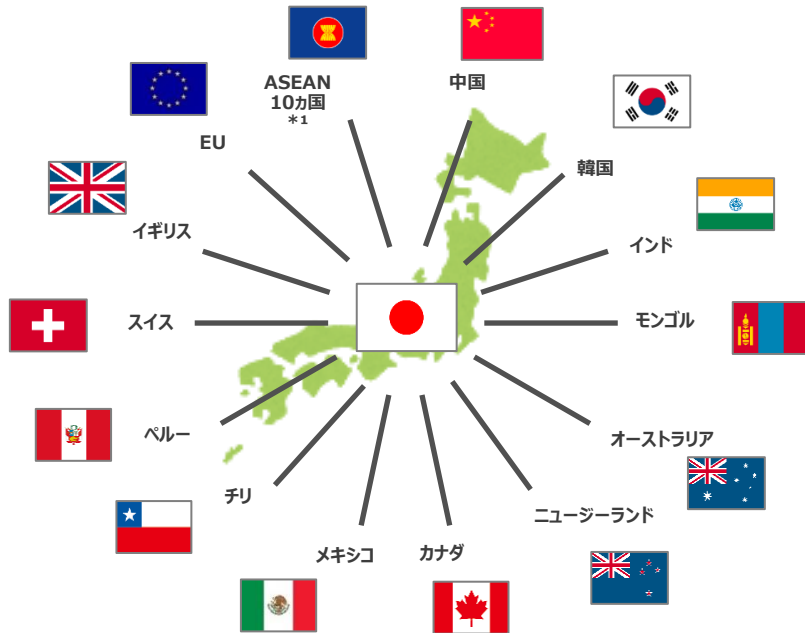 ASEAN
10ヵ国
*1
中国
EU
韓国
イギリス
インド
スイス
モンゴル
ペルー
オーストラリア
チリ
ニュージーランド
メキシコ
カナダ